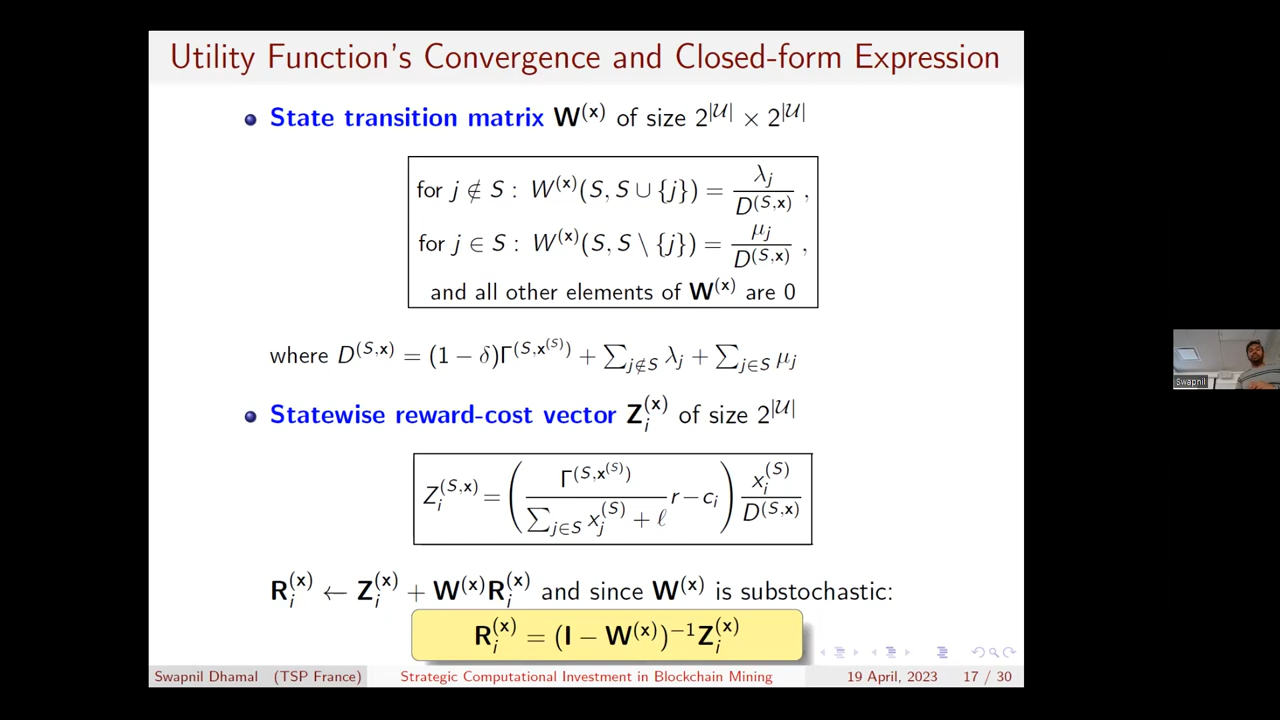 Utility Function's Convergence and Closed-form Expression
State transition matrix W^(x) of size 2^|𝒰| × 2^|𝒰|
for j ∉ S : W^(x)(S, S ∪ {j}) = λ_j / D^(S,x) ,
for j ∈ S : W^(x)(S, S \ {j}) = μ_j / D^(S,x) ,
and all other elements of W^(x) are 0
where D^(S,x) = (1 − δ)Γ^(S,x^(S)) + ∑_{j∉S} λ_j + ∑_{j∈S} μ_j
Statewise reward-cost vector Z_i^(x) of size 2^|𝒰|
Z_i^(S,x) = ( Γ^(S,x^(S)) / (∑_{j∈S} x_j^(S) + ℓ) r − c_i ) x_i^(S) / D^(S,x)
R_i^(x) ← Z_i^(x) + W^(x)R_i^(x) and since W^(x) is substochastic:
R_i^(x) = (I − W^(x))^−1 Z_i^(x)
Swapnil Dhamal (TSP France) Strategic Computational Investment in Blockchain Mining 19 April, 2023 17 / 30
Swapnil